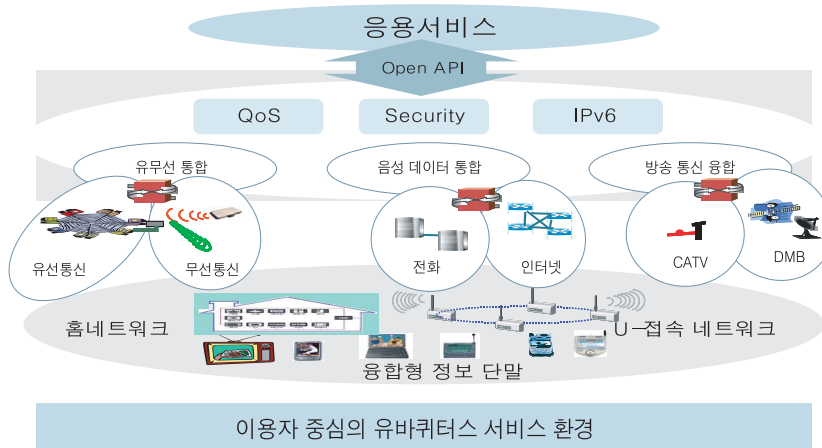 응용서비스
Open API
QoS Security IPv6
유무선 통합 음성 데이터 통합 방송 통신 융합
유선통신 무선통신 전화 인터넷 CATV DMB
홈네트워크 U-접속 네트워크
융합형 정보 단말
이용자 중심의 유바퀴터스 서비스 환경